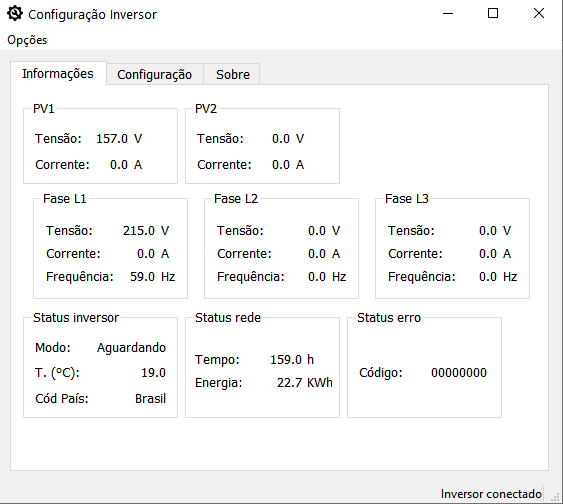 Configuração Inversor
Opções
Informações Configuração Sobre
PV1 PV2
Tensão: 157.0 V Tensão: 0.0 V
Corrente: 0.0 A Corrente: 0.0 A
Fase L1 Fase L2 Fase L3
Tensão: 215.0 V Tensão: 0.0 V Tensão: 0.0 V
Corrente: 0.0 A Corrente: 0.0 A Corrente: 0.0 A
Frequência: 59.0 Hz Frequência: 0.0 Hz Frequência: 0.0 Hz
Status inversor Status rede Status erro
Modo: Aguardando
Tempo: 159.0 h
T. (°C): 19.0 Código: 00000000
Energia: 22.7 KWh
Cód País: Brasil
Inversor conectado